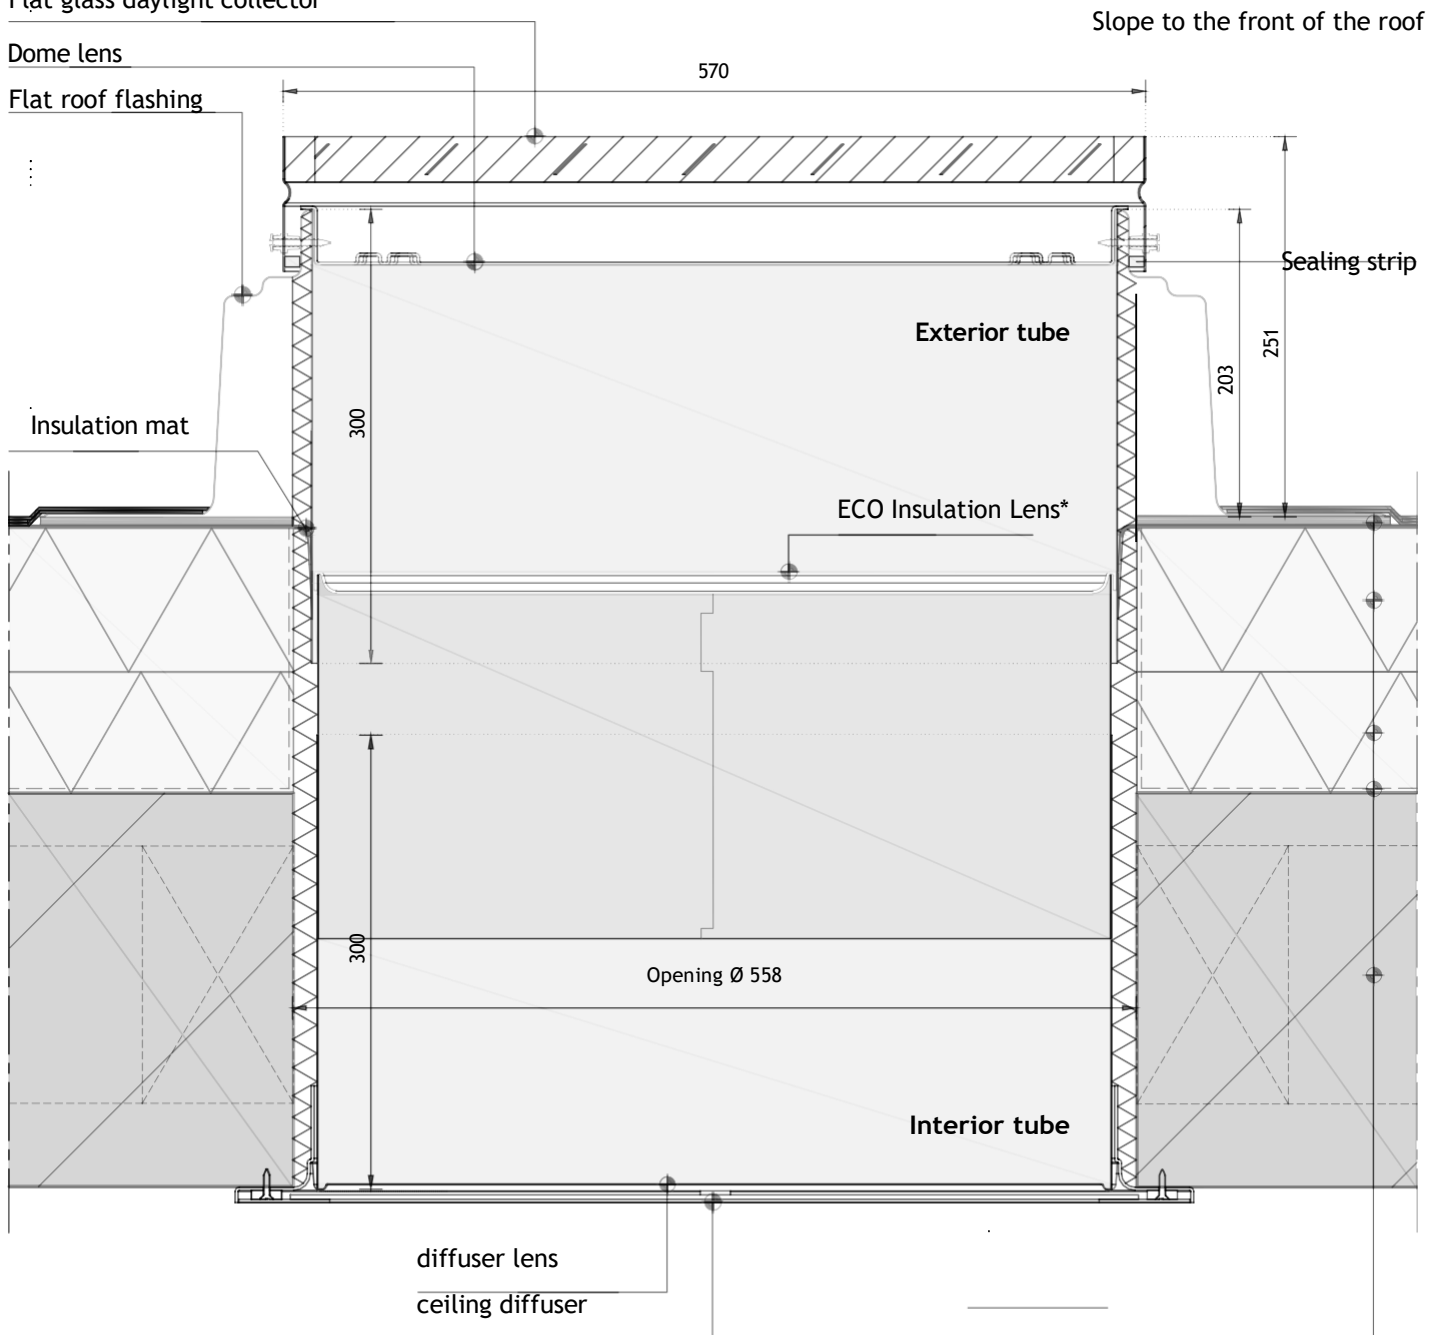 Flat glass daylight collector
Slope to the front of the roof
Dome lens
570
Flat roof flashing
Sealing strip
Exterior tube
251
203
300
Insulation mat
ECO Insulation Lens*
300
Opening Ø 558
Interior tube
diffuser lens
ceiling diffuser